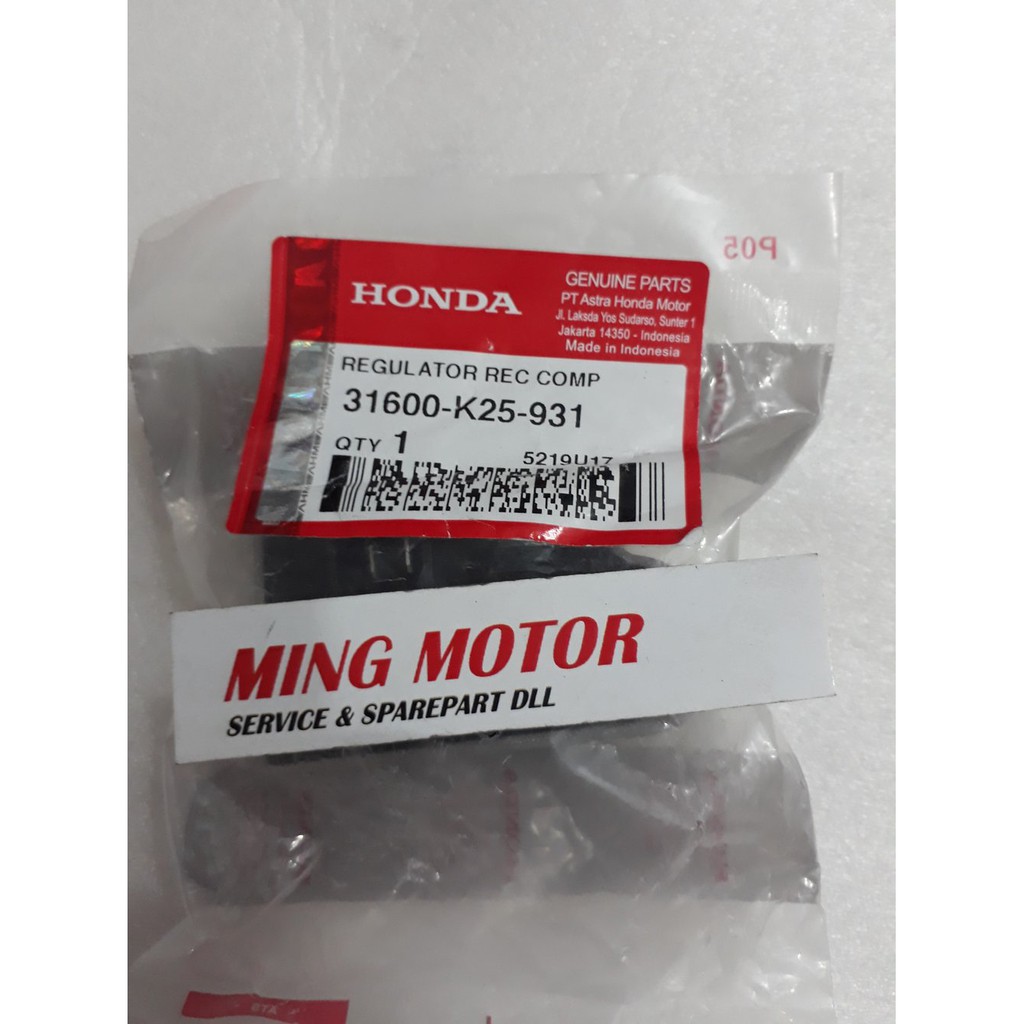 P05
HONDA
GENUINE PARTS
PT Astra Honda Motor
Jl. Laksda Yos Sudarso, Sunter 1
Jakarta 14350 - Indonesia
Made in Indonesia
REGULATOR REC COMP
31600-K25-931
QTY 1
5219U17
MING MOTOR
SERVICE & SPAREPART DLL